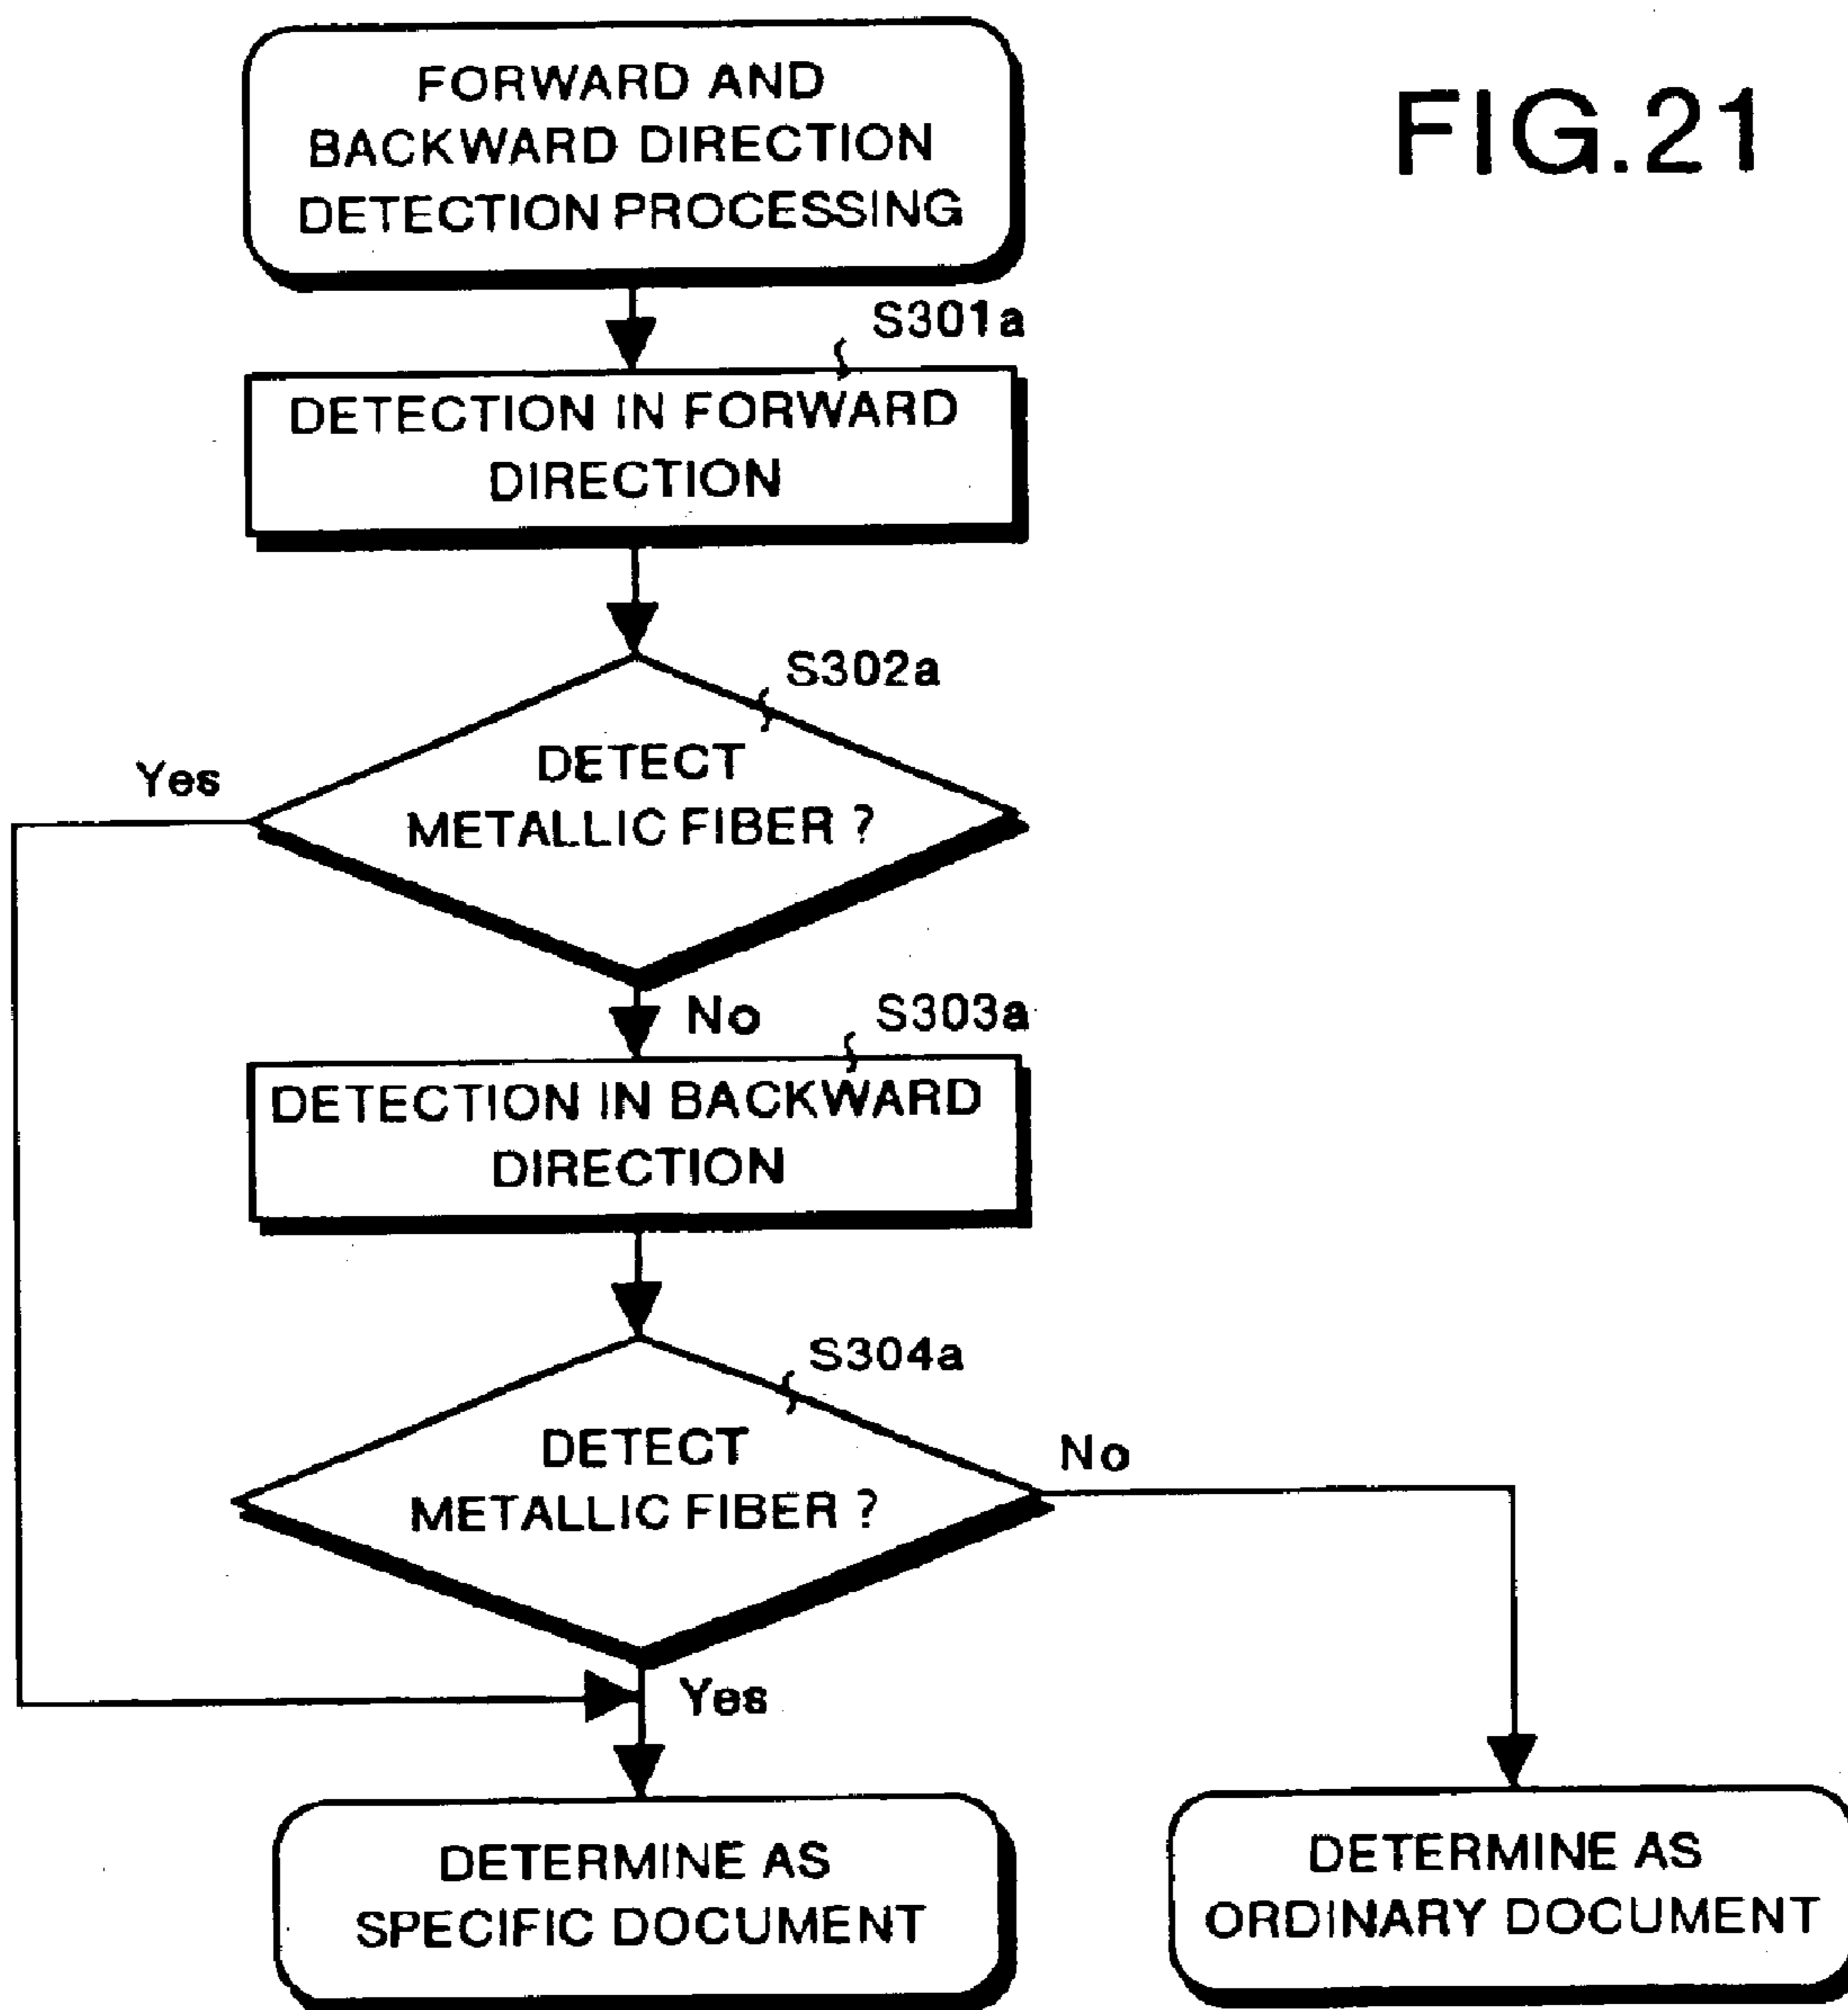 FIG.21
FORWARD AND
BACKWARD DIRECTION
DETECTION PROCESSING
S301a
DETECTION IN FORWARD
DIRECTION
S302a
DETECT
METALLIC FIBER ?
Yes
No
S303a
DETECTION IN BACKWARD
DIRECTION
S304a
DETECT
METALLIC FIBER ?
No
Yes
DETERMINE AS
SPECIFIC DOCUMENT
DETERMINE AS
ORDINARY DOCUMENT